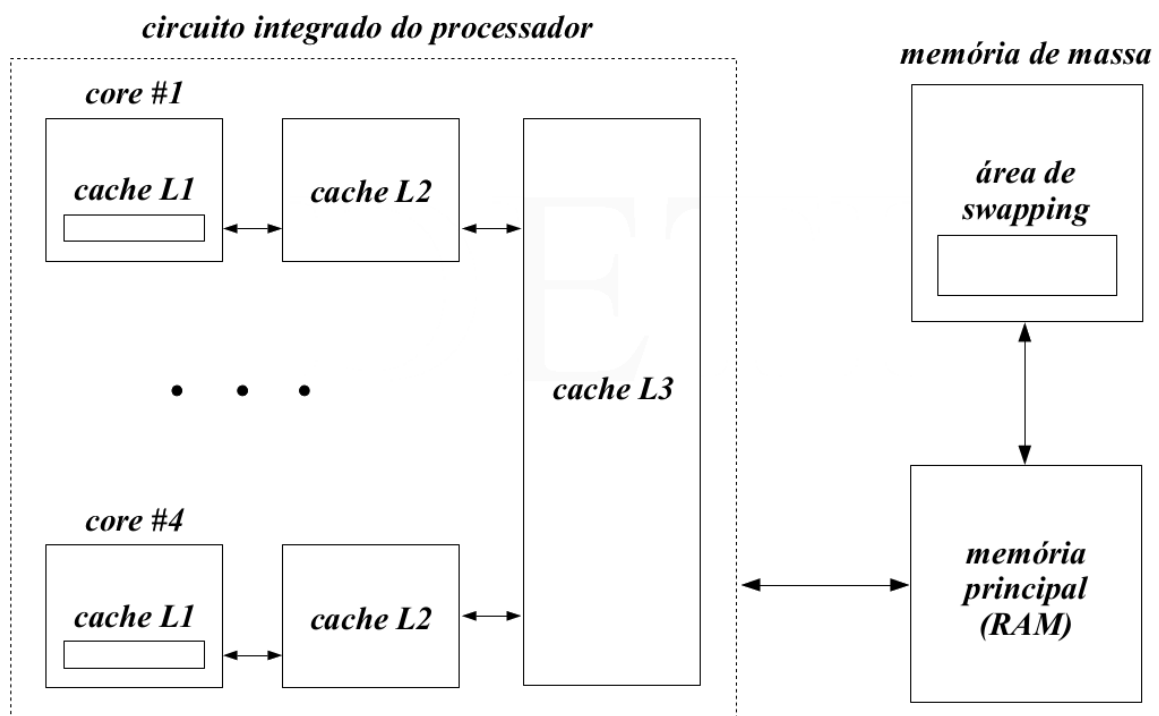 circuito integrado do processador
memória de massa
core #1
cache L1
cache L2
cache L3
área de
swapping
core #4
cache L1
cache L2
memória
principal
(RAM)